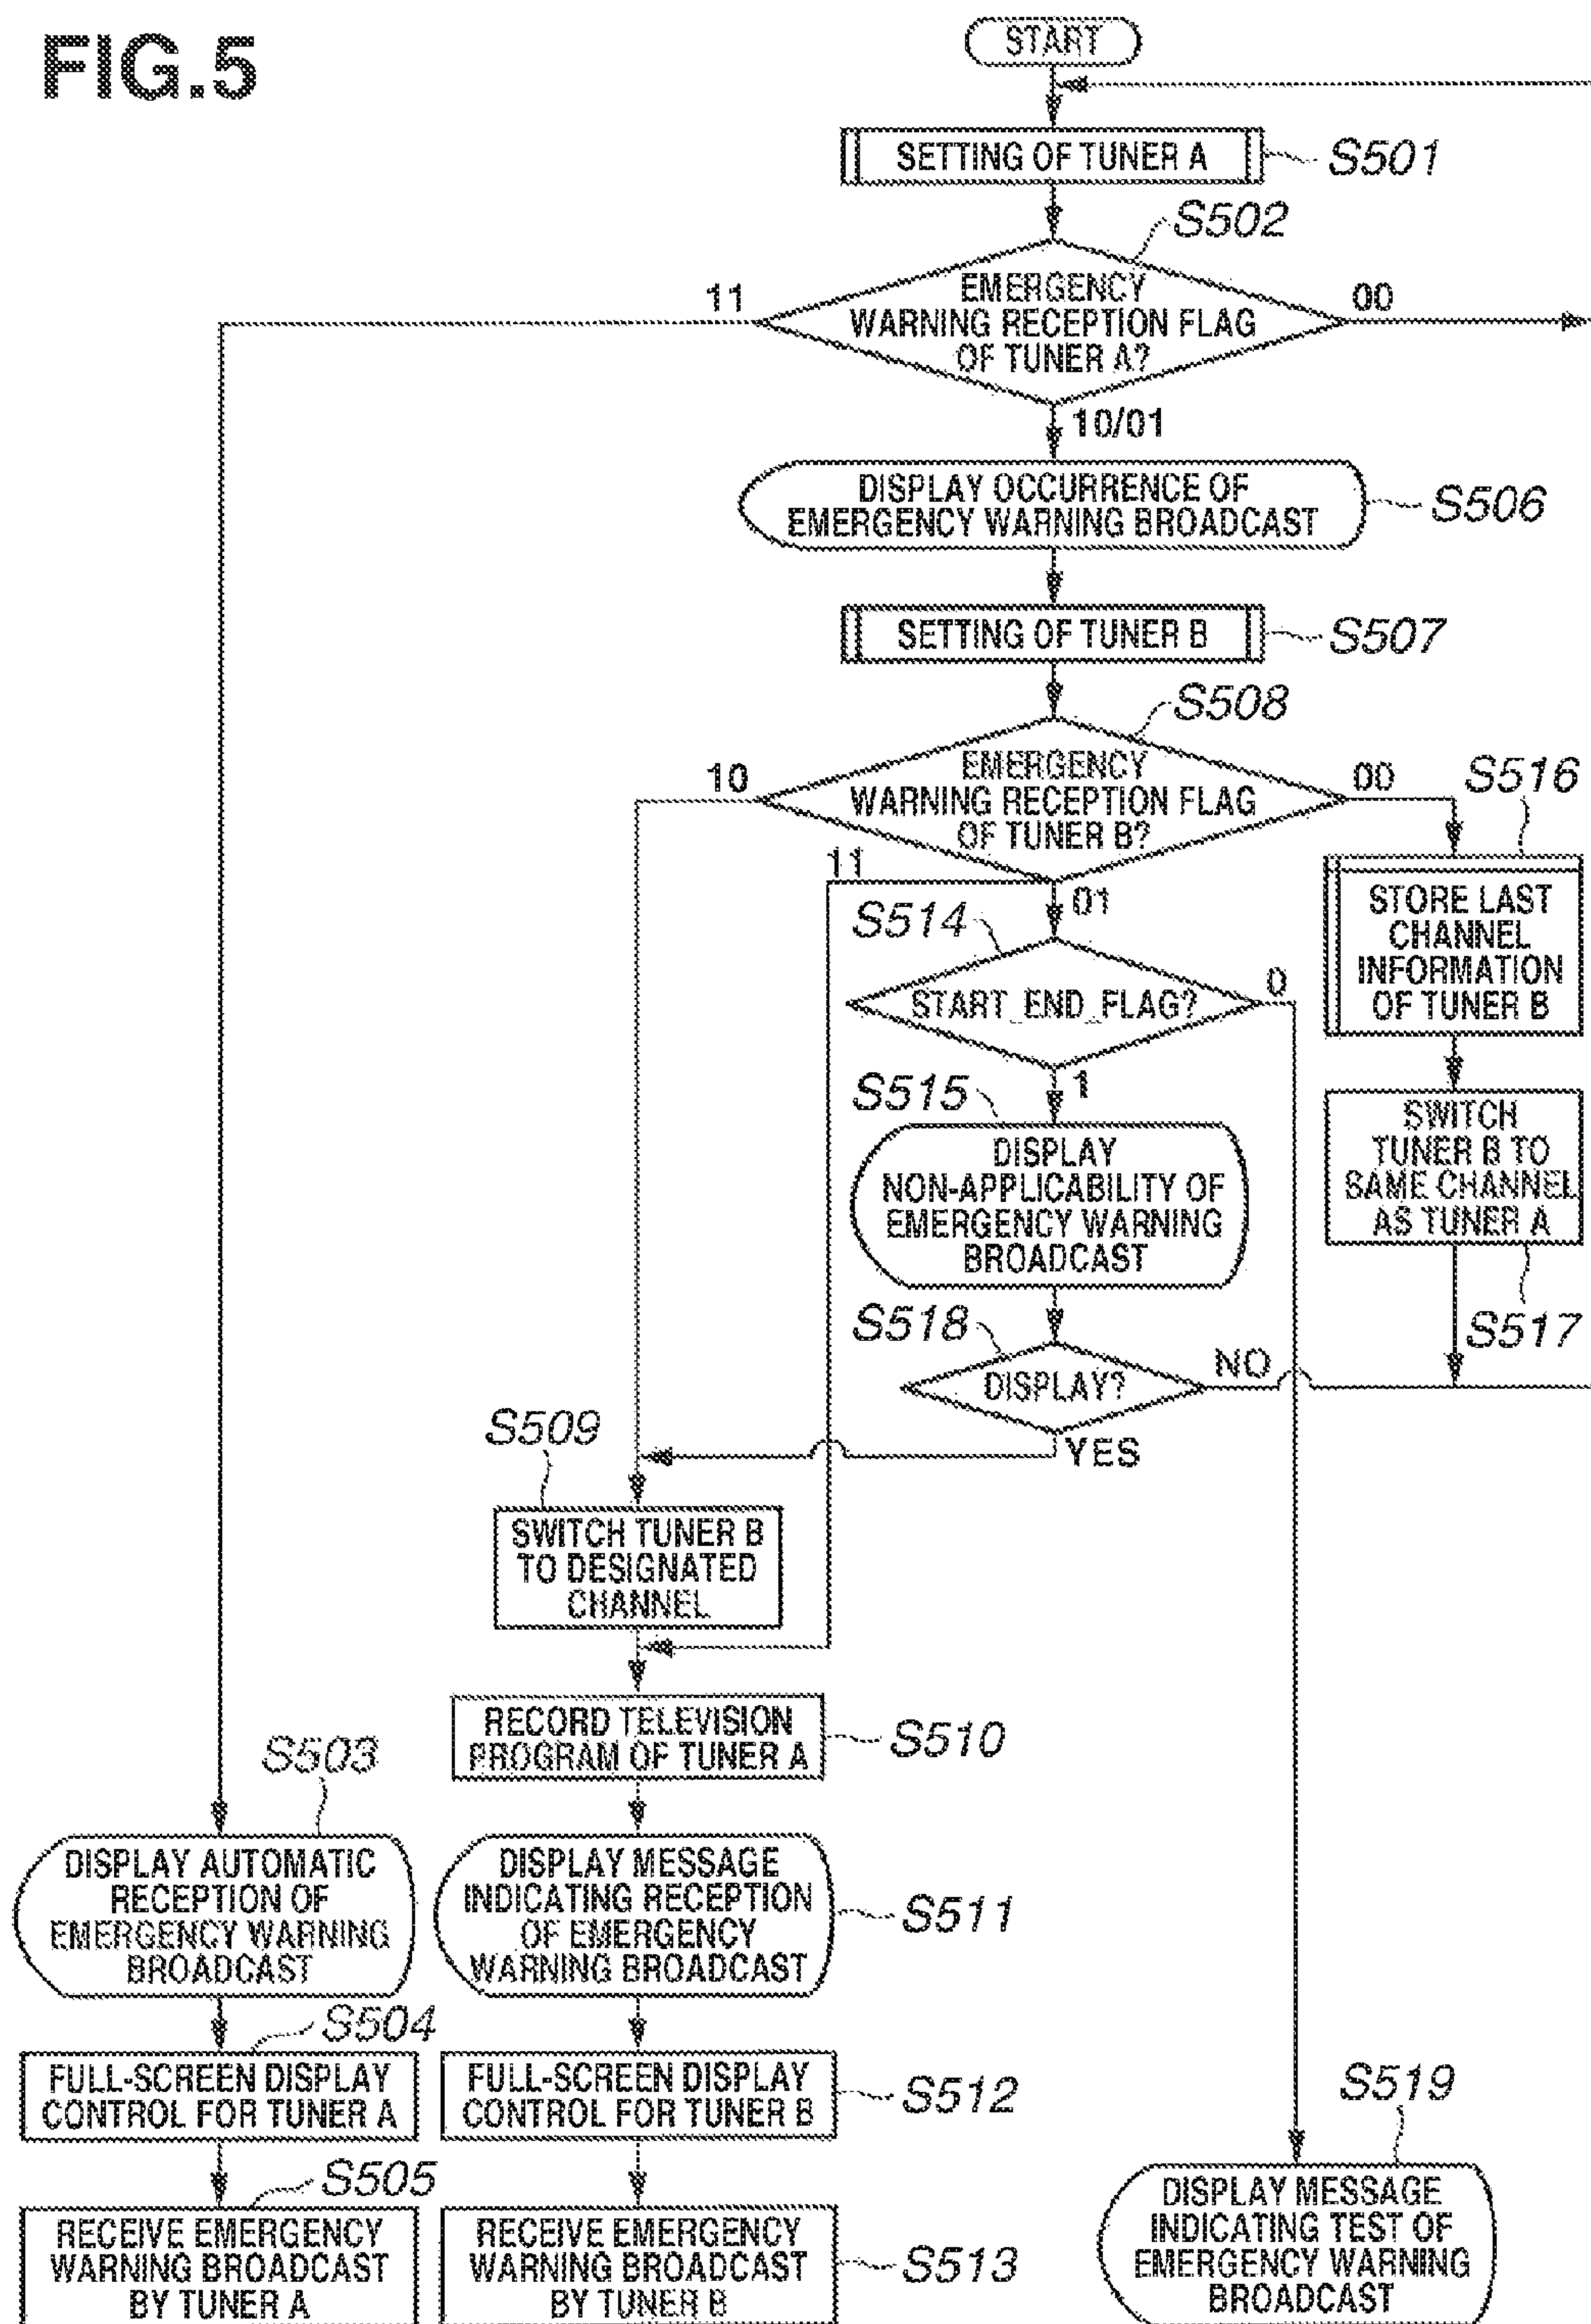 FIG.5
START
SETTING OF TUNER A
S501
S502
EMERGENCY
WARNING RECEPTION FLAG
OF TUNER A?
11
00
10/01
DISPLAY OCCURRENCE OF
EMERGENCY WARNING BROADCAST
S506
SETTING OF TUNER B
S507
S508
EMERGENCY
WARNING RECEPTION FLAG
OF TUNER B?
10
00
11
01
S516
STORE LAST
CHANNEL
INFORMATION
OF TUNER B
S514
START_END_FLAG?
0
1
SWITCH
TUNER B TO
SAME CHANNEL
AS TUNER A
S517
S515
DISPLAY
NON-APPLICABILITY OF
EMERGENCY WARNING
BROADCAST
S518
DISPLAY?
NO
YES
S509
SWITCH TUNER B
TO DESIGNATED
CHANNEL
RECORD TELEVISION
PROGRAM OF TUNER A
S510
S503
DISPLAY AUTOMATIC
RECEPTION OF
EMERGENCY WARNING
BROADCAST
DISPLAY MESSAGE
INDICATING RECEPTION
OF EMERGENCY
WARNING BROADCAST
S511
S504
FULL-SCREEN DISPLAY
CONTROL FOR TUNER A
FULL-SCREEN DISPLAY
CONTROL FOR TUNER B
S512
S505
RECEIVE EMERGENCY
WARNING BROADCAST
BY TUNER A
RECEIVE EMERGENCY
WARNING BROADCAST
BY TUNER B
S513
S519
DISPLAY MESSAGE
INDICATING TEST OF
EMERGENCY WARNING
BROADCAST